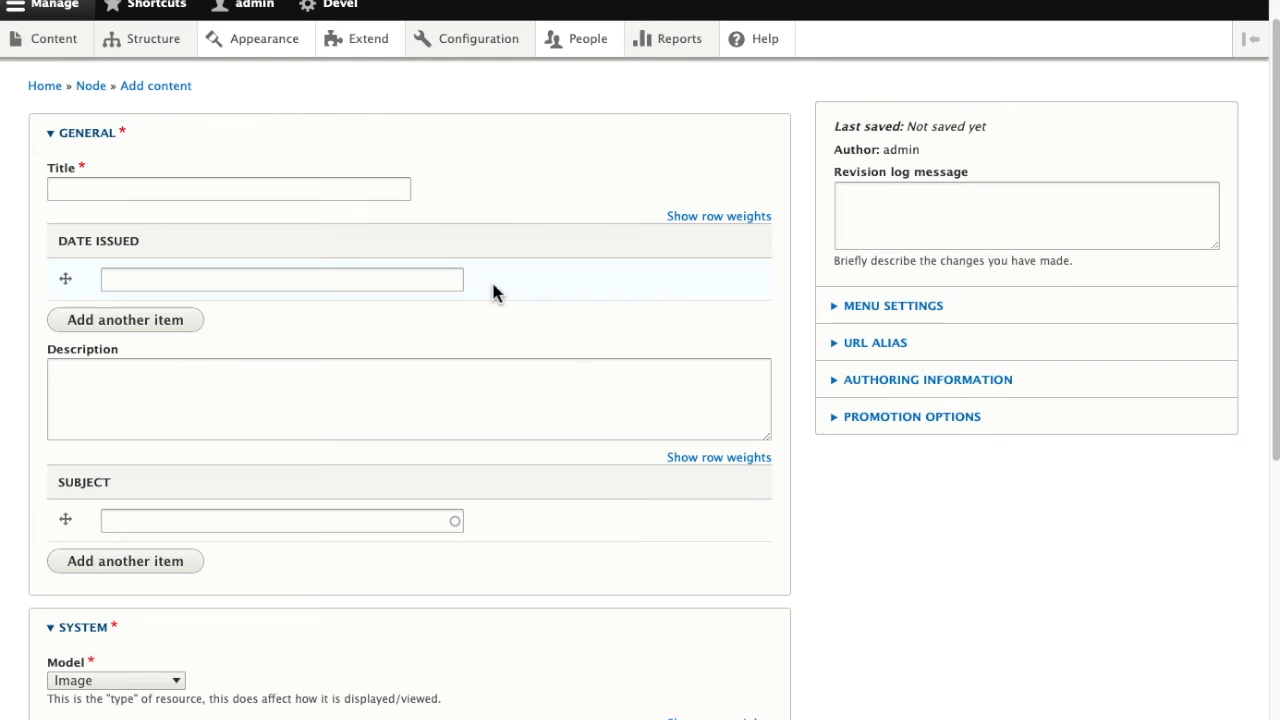 Manage Shortcuts admin Devel
Content Structure Appearance Extend Configuration People Reports Help
Home » Node » Add content
GENERAL *
Title *
Show row weights
DATE ISSUED
Add another item
Description
Show row weights
SUBJECT
Add another item
SYSTEM *
Model *
Image
This is the "type" of resource, this does affect how it is displayed/viewed.
Last saved: Not saved yet
Author: admin
Revision log message
Briefly describe the changes you have made.
MENU SETTINGS
URL ALIAS
AUTHORING INFORMATION
PROMOTION OPTIONS